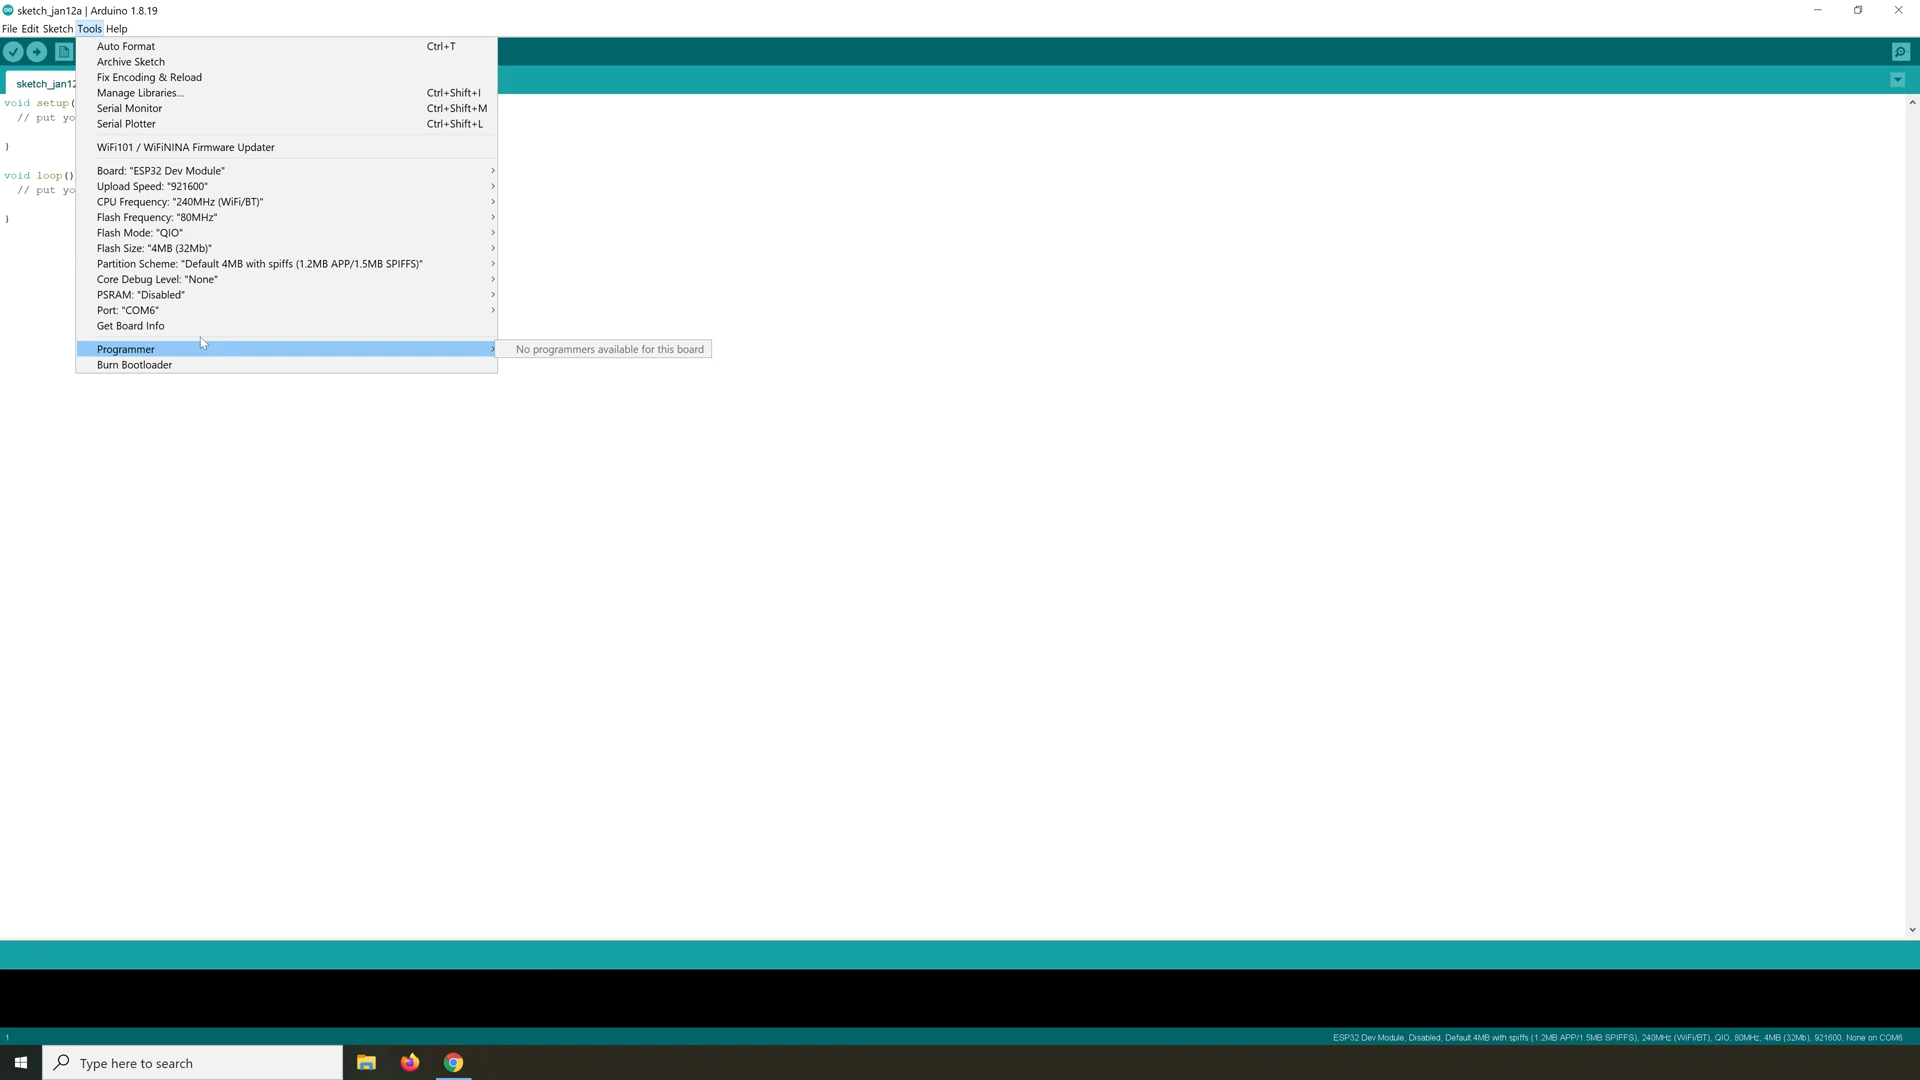 sketch_jan12a | Arduino 1.8.19
File Edit Sketch Tools Help
Auto Format Ctrl+T
Archive Sketch
Fix Encoding & Reload
Manage Libraries... Ctrl+Shift+I
Serial Monitor Ctrl+Shift+M
Serial Plotter Ctrl+Shift+L
WiFi101 / WiFiNINA Firmware Updater
Board: "ESP32 Dev Module"
Upload Speed: "921600"
CPU Frequency: "240MHz (WiFi/BT)"
Flash Frequency: "80MHz"
Flash Mode: "QIO"
Flash Size: "4MB (32Mb)"
Partition Scheme: "Default 4MB with spiffs (1.2MB APP/1.5MB SPIFFS)"
Core Debug Level: "None"
PSRAM: "Disabled"
Port: "COM6"
Get Board Info
Programmer
No programmers available for this board
Burn Bootloader
sketch_jan12
void setup(
// put yo
}
void loop()
// put yo
}
1
ESP32 Dev Module, Disabled, Default 4MB with spiffs (1.2MB APP/1.5MB SPIFFS), 240MHz (WiFi/BT), QIO, 80MHz, 4MB (32Mb), 921600, None on COM6
Type here to search